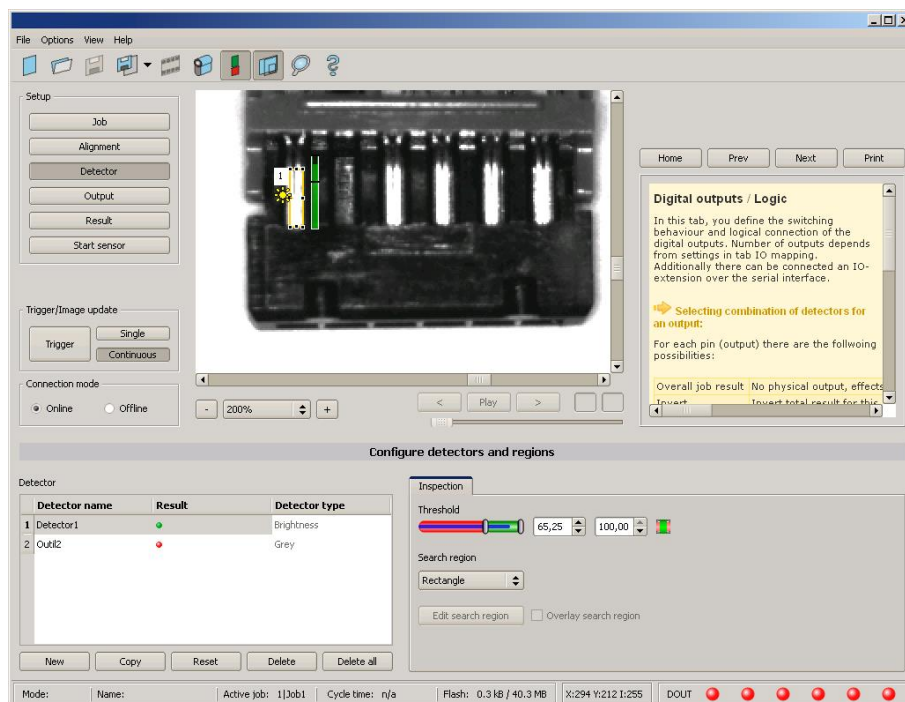 File Options View Help
Setup
Job
Alignment
Detector
Output
Result
Start sensor
Trigger/Image update
Trigger
Single
Continuous
Connection mode
Online
Offline
1
- 200% +
< Play >
Home Prev Next Print
Digital outputs / Logic
In this tab, you define the switching
behaviour and logical connection of the
digital outputs. Number of outputs depends
from settings in tab IO mapping.
Additionally there can be connected an IO-
extension over the serial interface.
Selecting combination of detectors for
an output:
For each pin (output) there are the follwoing
possibilities:
Overall job result No physical output, effects
Invert Invert total result for this
Configure detectors and regions
Detector
Detector name Result Detector type
1 Detector1 Brightness
2 Outil2 Grey
New Copy Reset Delete Delete all
Inspection
Threshold
65,25 100,00
Search region
Rectangle
Edit search region Overlay search region
Mode: Name: Active job: 1|Job1 Cycle time: n/a Flash: 0.3 kB / 40.3 MB X:294 Y:212 I:255 DOUT